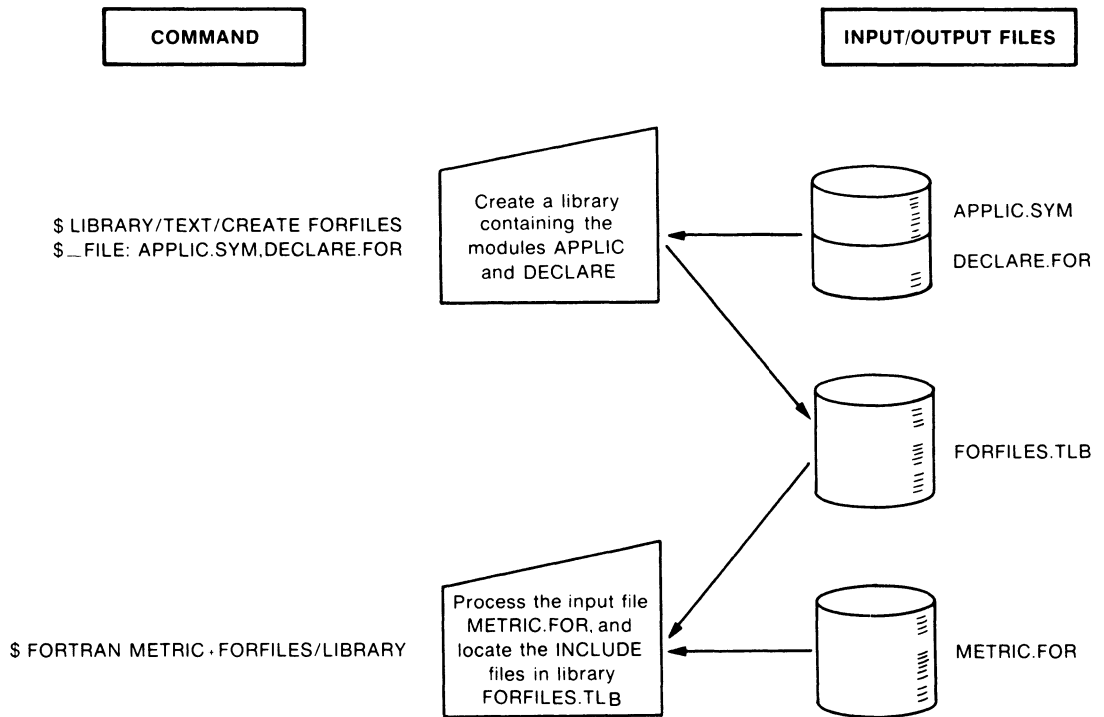 COMMAND
INPUT/OUTPUT FILES
$ LIBRARY/TEXT/CREATE FORFILES
$_FILE: APPLIC.SYM,DECLARE.FOR
Create a library
containing the
modules APPLIC
and DECLARE
APPLIC.SYM
DECLARE.FOR
FORFILES.TLB
$ FORTRAN METRIC+FORFILES/LIBRARY
Process the input file
METRIC.FOR, and
locate the INCLUDE
files in library
FORFILES.TLB
METRIC.FOR